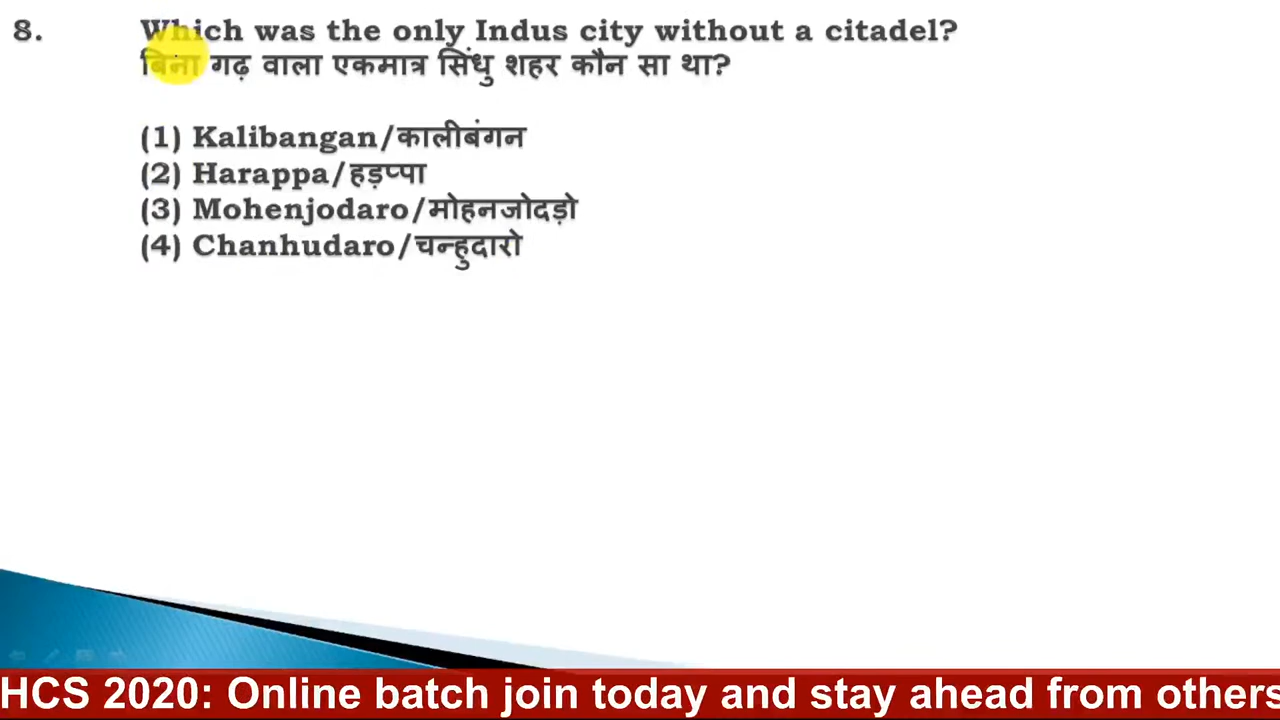 8. Which was the only Indus city without a citadel?
बिना गढ़ वाला एकमात्र सिंधु शहर कौन सा था?
(1) Kalibangan/कालीबंगन
(2) Harappa/हड़प्पा
(3) Mohenjodaro/मोहनजोदड़ो
(4) Chanhudaro/चन्हुदारो
HCS 2020: Online batch join today and stay ahead from others